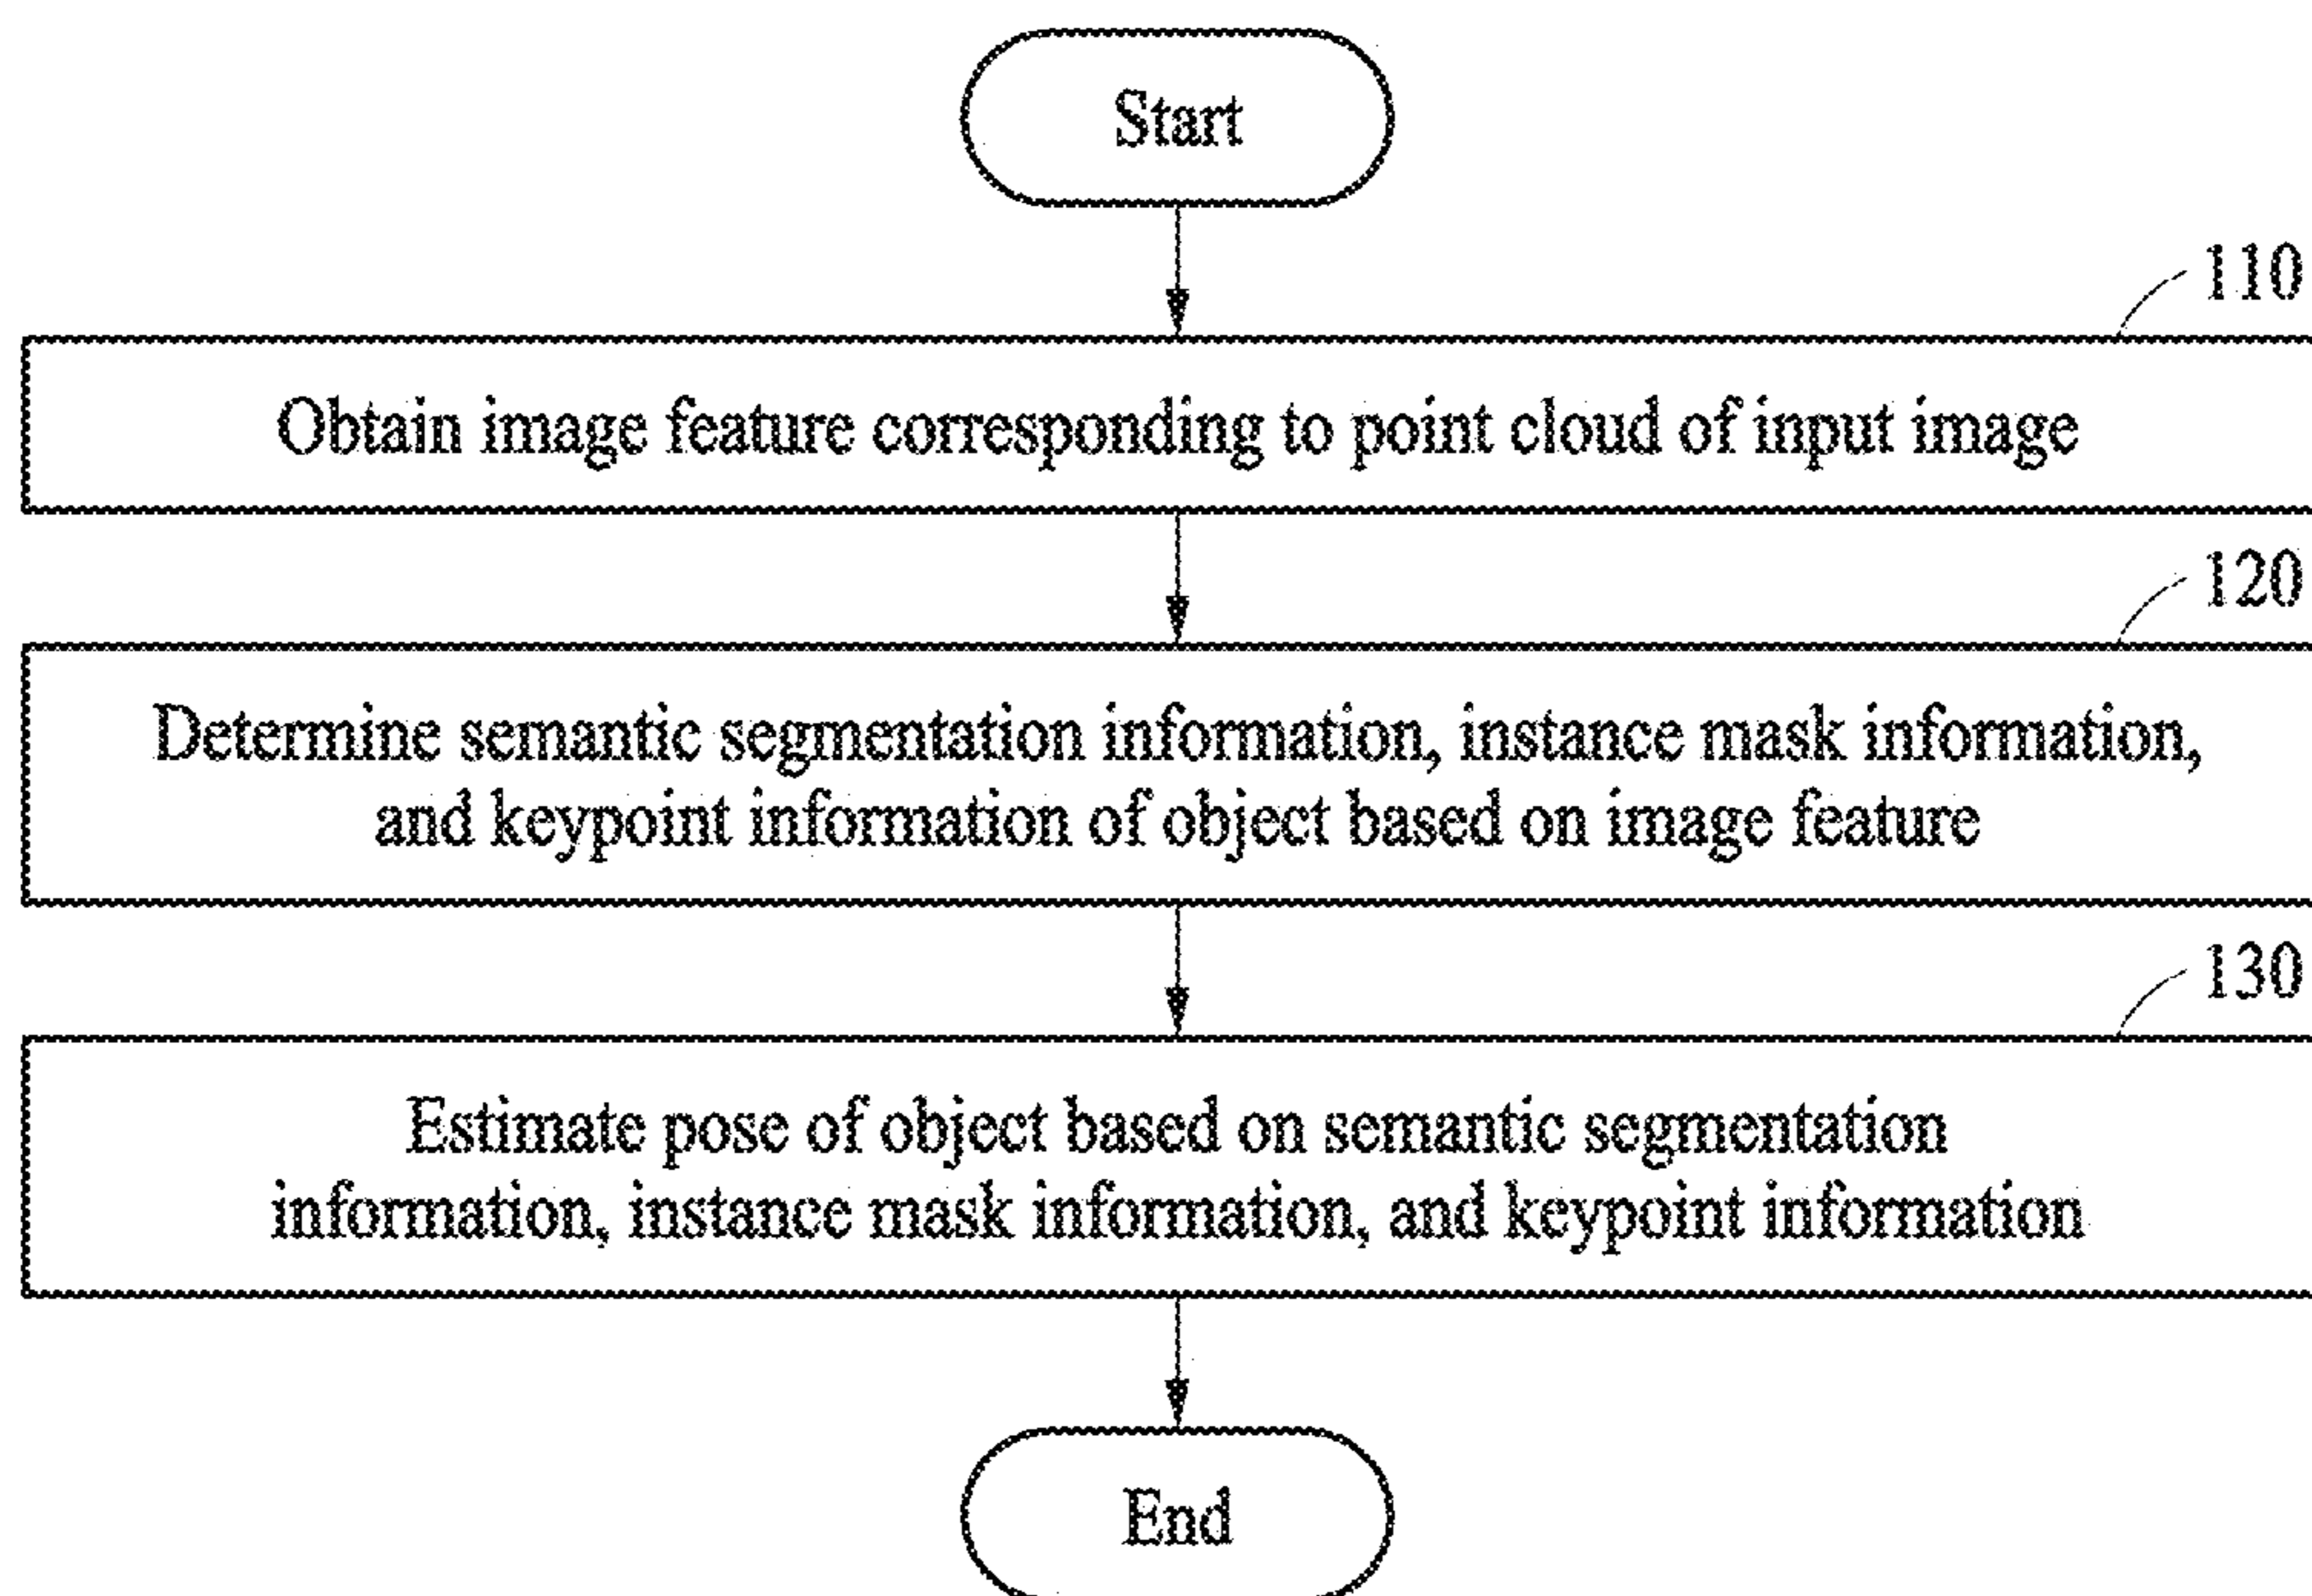 Start
110
Obtain image feature corresponding to point cloud of input image
120
Determine semantic segmentation information, instance mask information,
and keypoint information of object based on image feature
130
Estimate pose of object based on semantic segmentation
information, instance mask information, and keypoint information
End